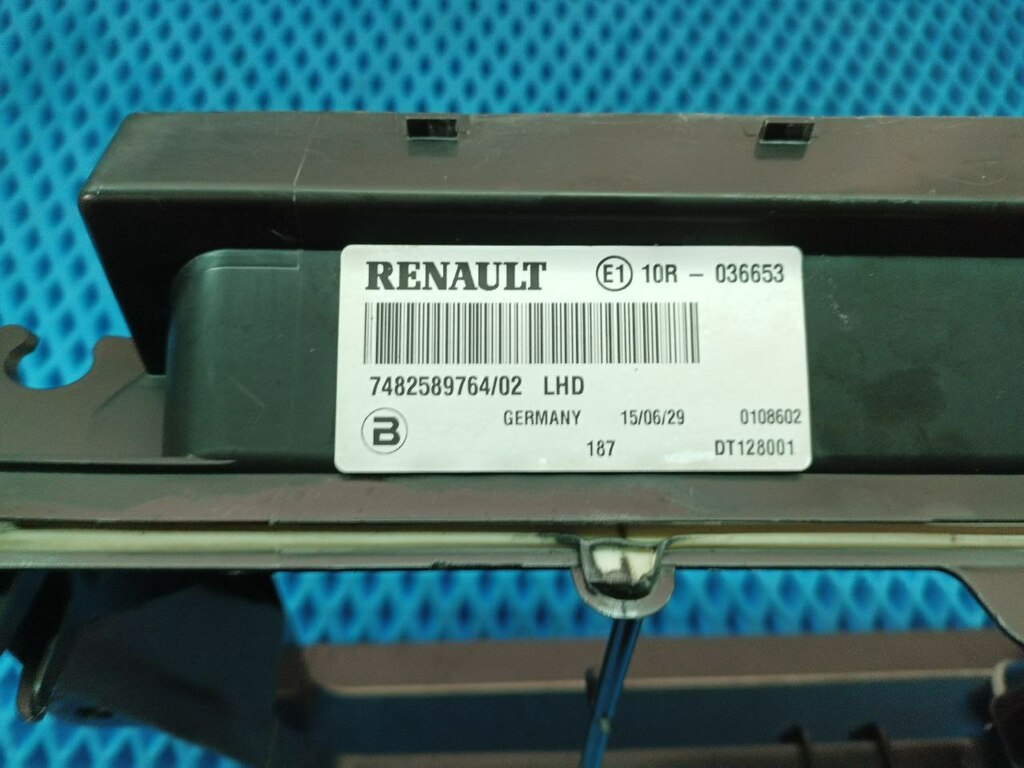 RENAULT E1 10R - 036653
7482589764/02 LHD
B GERMANY 15/06/29 0108602
187 DT128001